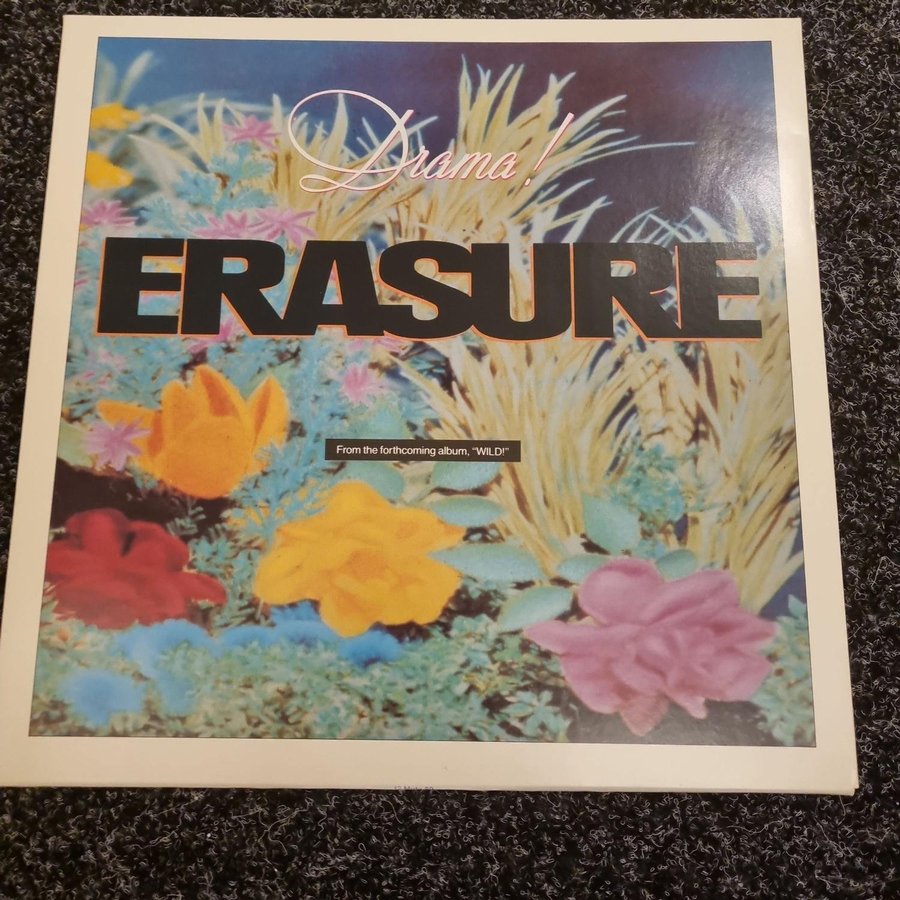 Drama!
ERASURE
From the forthcoming album, "WILD!"